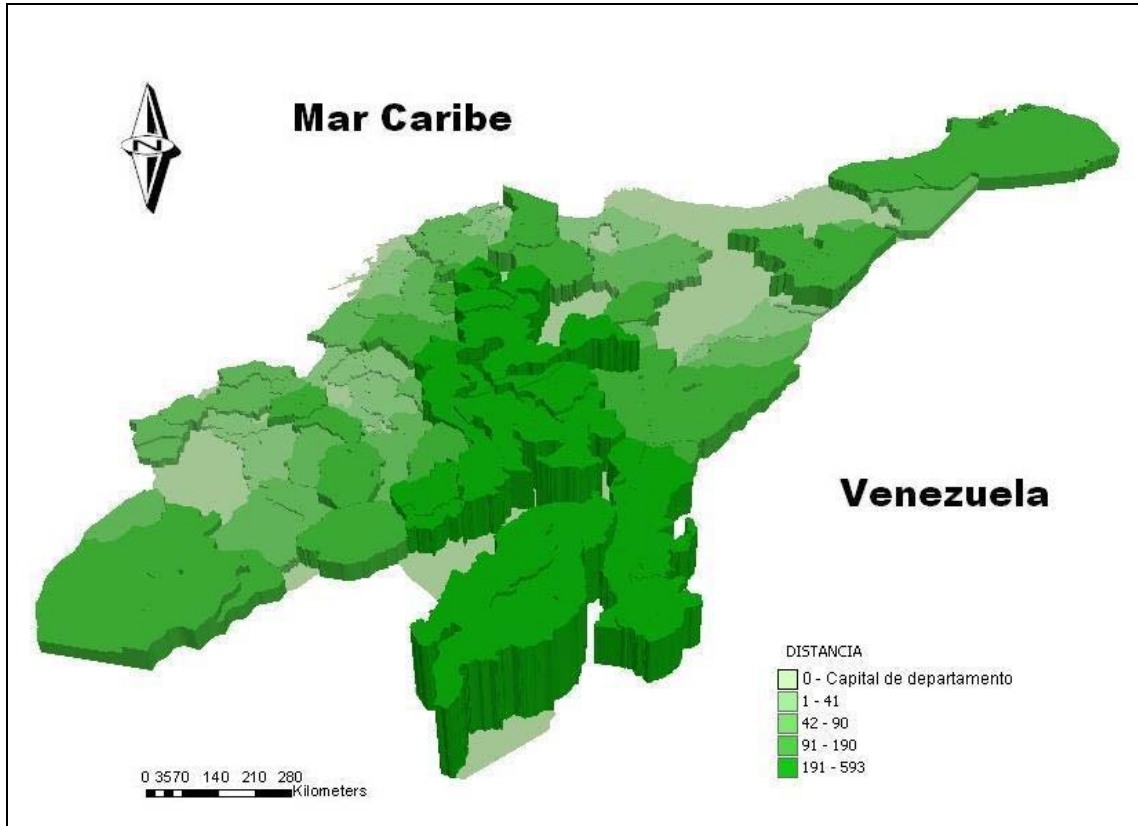 Mar Caribe
N
Venezuela
DISTANCIA
0 - Capital de departamento
1 - 41
42 - 90
91 - 190
191 - 593
0 3570 140 210 280
Kilometers